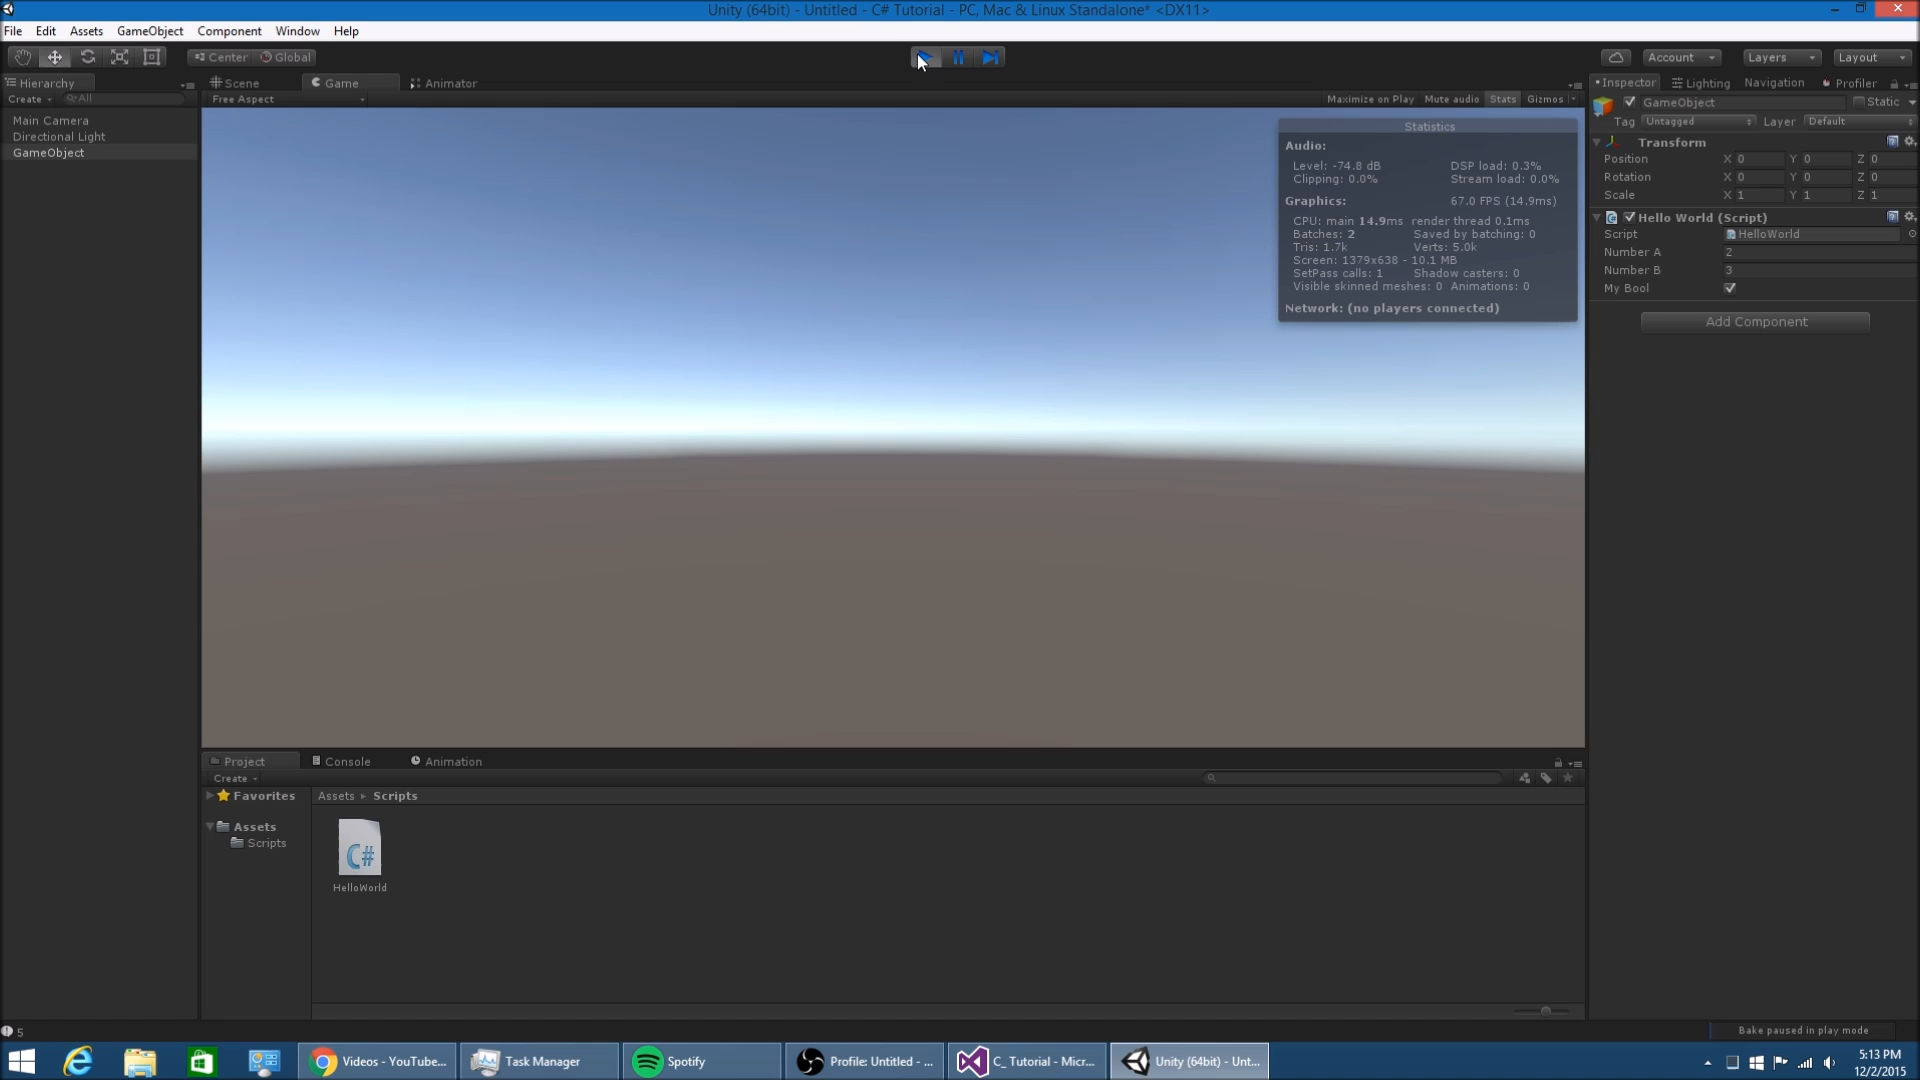 Unity (64bit) - Untitled - C# Tutorial - PC, Mac & Linux Standalone* <DX11>
File Edit Assets GameObject Component Window Help
Center Global
Account Layers Layout
Hierarchy
Create All
Main Camera
Directional Light
GameObject
Scene Game Animator
Free Aspect
Maximize on Play Mute audio Stats Gizmos
Statistics
Audio:
Level: -74.8 dB DSP load: 0.3%
Clipping: 0.0% Stream load: 0.0%
Graphics: 67.0 FPS (14.9ms)
CPU: main 14.9ms render thread 0.1ms
Batches: 2 Saved by batching: 0
Tris: 1.7k Verts: 5.0k
Screen: 1379x638 - 10.1 MB
SetPass calls: 1 Shadow casters: 0
Visible skinned meshes: 0 Animations: 0
Network: (no players connected)
Inspector Lighting Navigation Profiler
GameObject Static
Tag Untagged Layer Default
Transform
Position X 0 Y 0 Z 0
Rotation X 0 Y 0 Z 0
Scale X 1 Y 1 Z 1
Hello World (Script)
Script HelloWorld
Number A 2
Number B 3
My Bool
Add Component
Project Console Animation
Create
Favorites
Assets
Scripts
Assets Scripts
C#
HelloWorld
5
Bake paused in play mode
Videos - YouTube...
Task Manager
Spotify
Profile: Untitled - ...
C_ Tutorial - Micr...
Unity (64bit) - Unt...
5:13 PM
12/2/2015